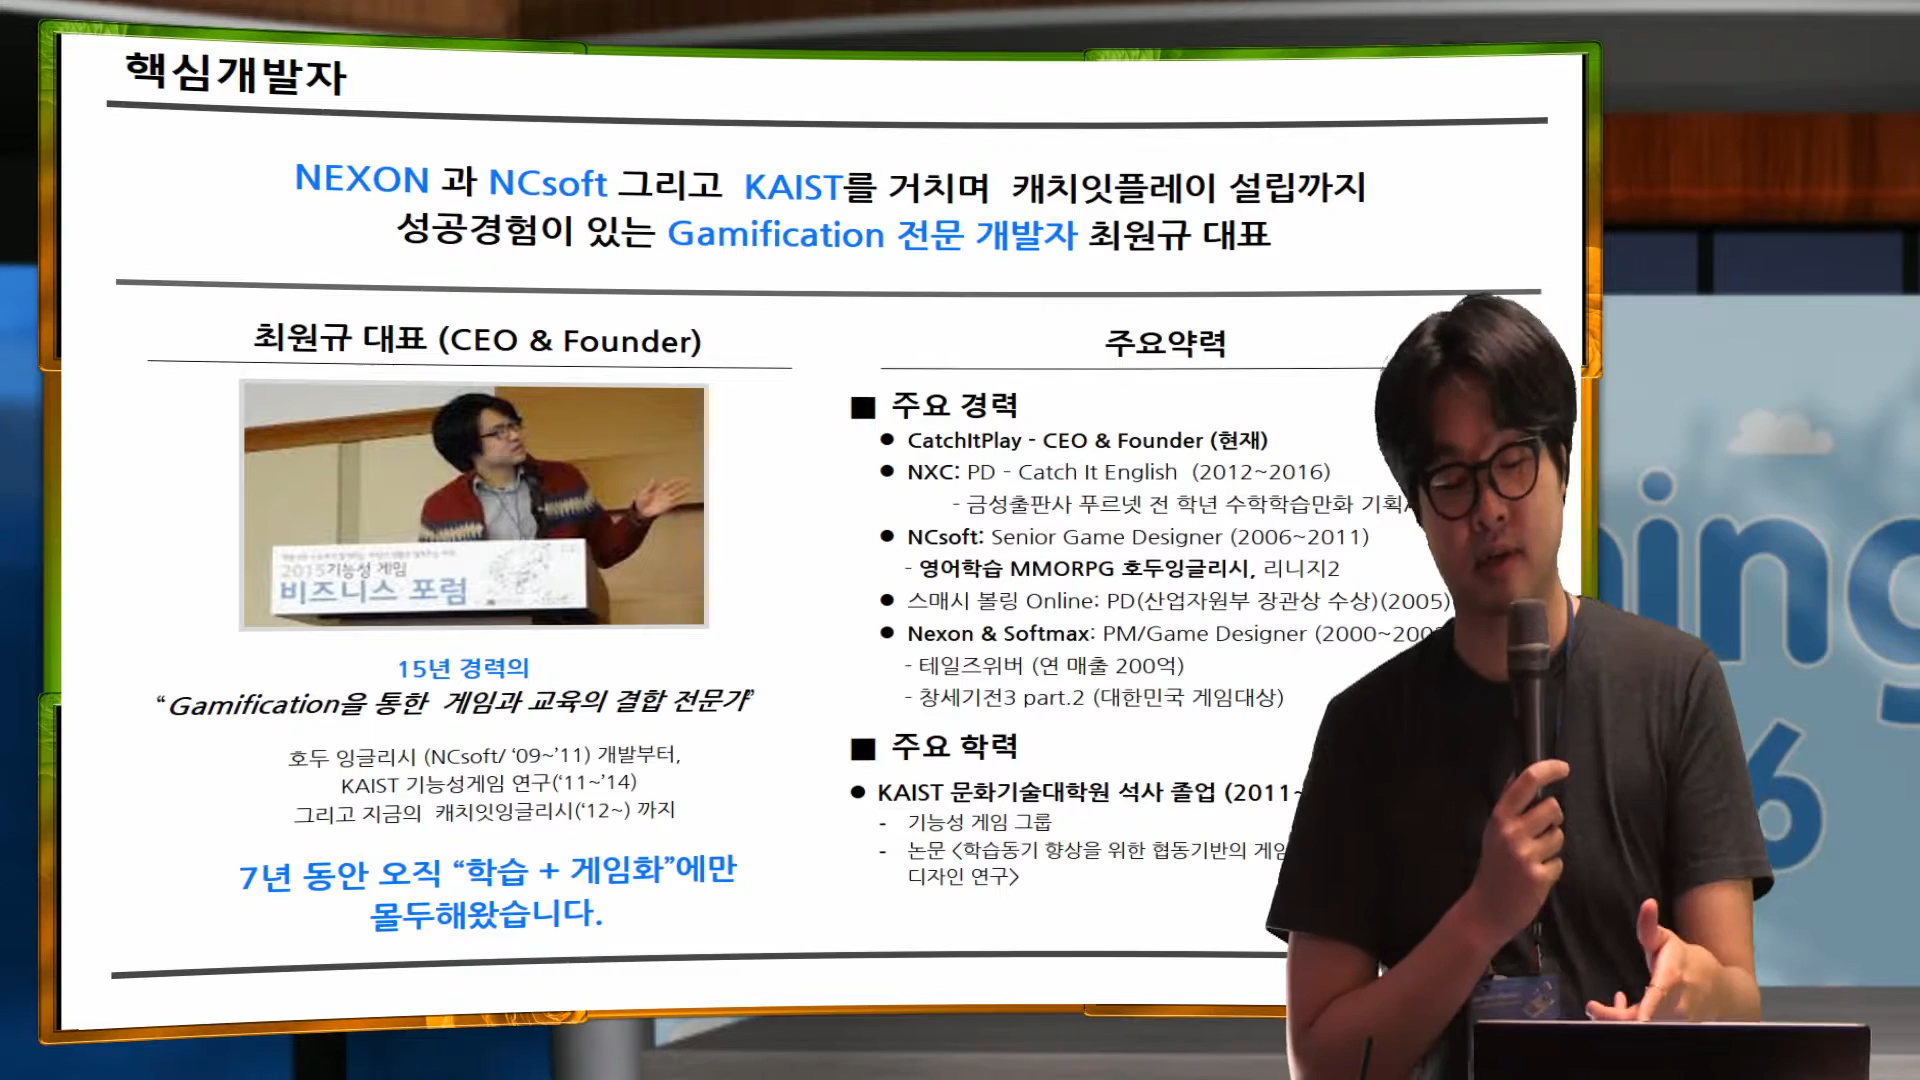 핵심개발자
NEXON 과 NCsoft 그리고 KAIST를 거치며 캐치잇플레이 설립까지
성공경험이 있는 Gamification 전문 개발자 최원규 대표
최원규 대표 (CEO & Founder)
2015기능성 게임
비즈니스 포럼
15년 경력의
“Gamification을 통한 게임과 교육의 결합 전문가”
호두 잉글리시 (NCsoft/ ‘09~’11) 개발부터,
KAIST 기능성게임 연구(‘11~’14)
그리고 지금의 캐치잇잉글리시(‘12~) 까지
7년 동안 오직 “학습 + 게임화”에만
몰두해왔습니다.
주요약력
■ 주요 경력
● CatchItPlay - CEO & Founder (현재)
● NXC: PD - Catch It English (2012~2016)
- 금성출판사 푸르넷 전 학년 수학학습만화 기획
● NCsoft: Senior Game Designer (2006~2011)
- 영어학습 MMORPG 호두잉글리시, 리니지2
● 스매시 볼링 Online: PD(산업자원부 장관상 수상)(2005)
● Nexon & Softmax: PM/Game Designer (2000~200
- 테일즈위버 (연 매출 200억)
- 창세기전3 part.2 (대한민국 게임대상)
■ 주요 학력
● KAIST 문화기술대학원 석사 졸업 (2011~
- 기능성 게임 그룹
- 논문 <학습동기 향상을 위한 협동기반의 게임
디자인 연구>
ing
6